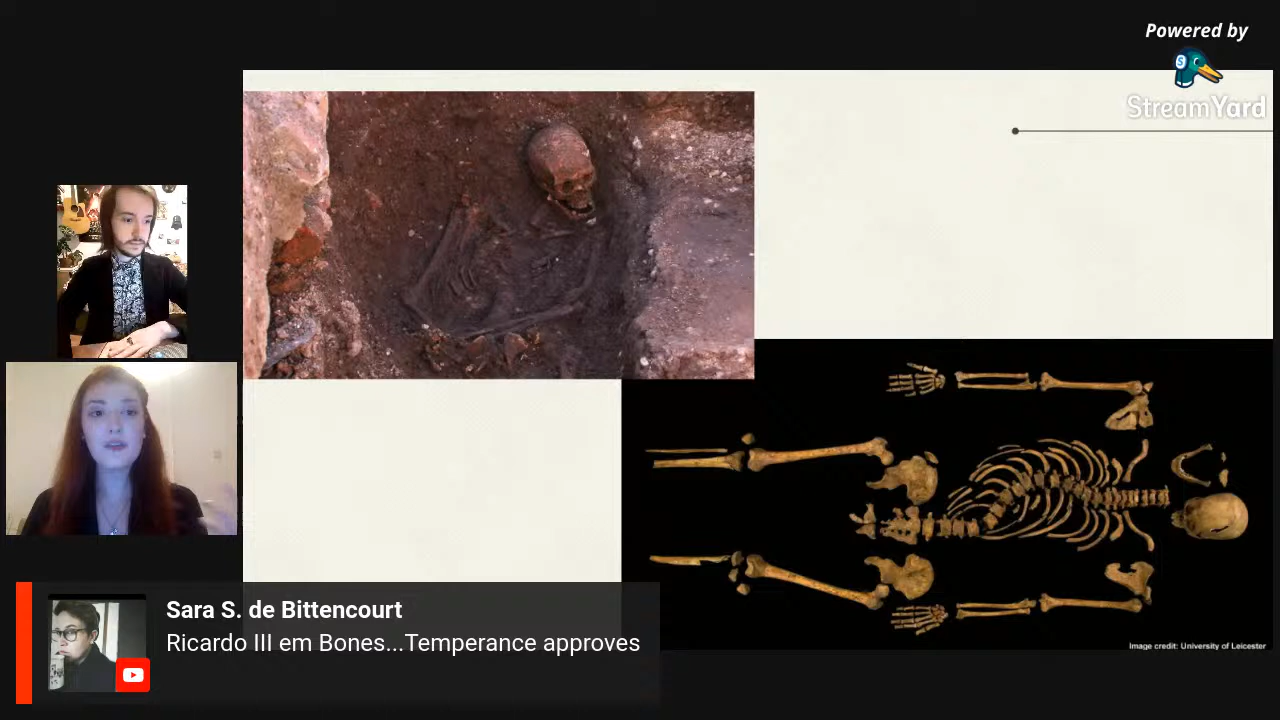 Powered by
StreamYard
Image credit: University of Leicester
Sara S. de Bittencourt
Ricardo III em Bones...Temperance approves